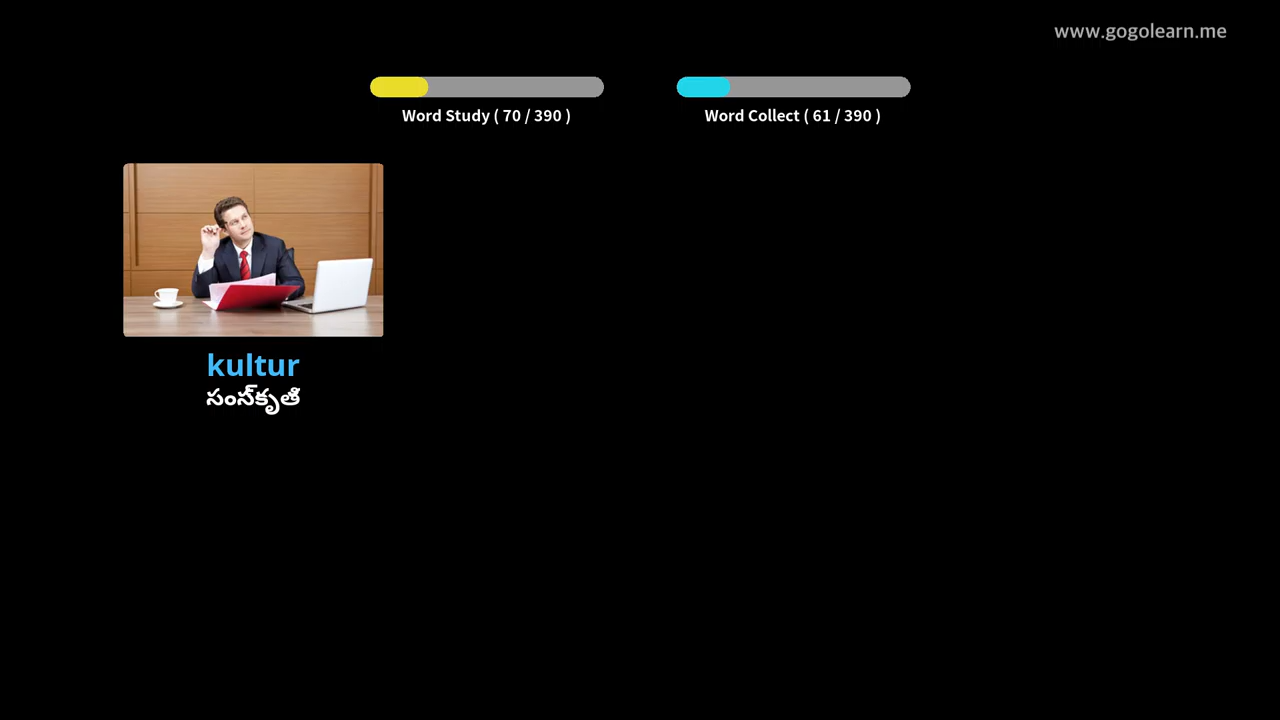 www.gogolearn.me
Word Study ( 70 / 390 )
Word Collect ( 61 / 390 )
kultur
సంస్కృతి